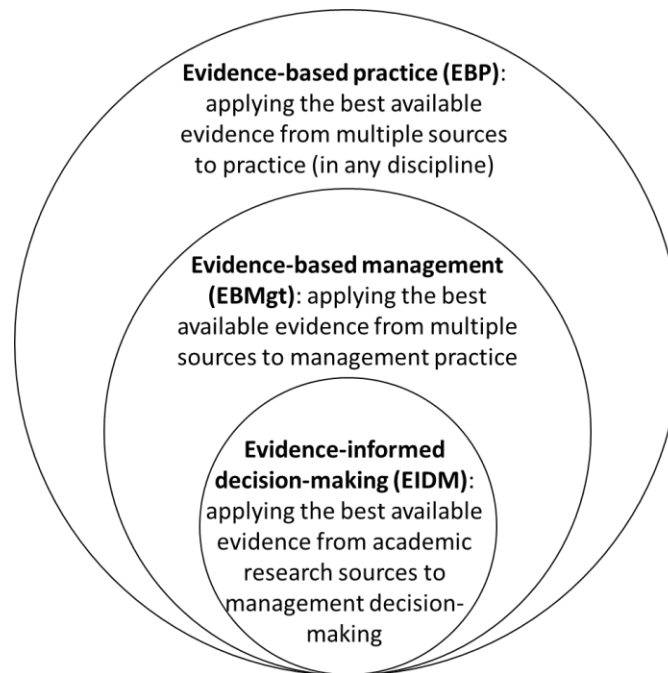 Evidence-based practice (EBP):
applying the best available
evidence from multiple sources
to practice (in any discipline)
Evidence-based management
(EBMgt): applying the best
available evidence from multiple
sources to management practice
Evidence-informed
decision-making (EIDM):
applying the best available
evidence from academic
research sources to
management decision-
making